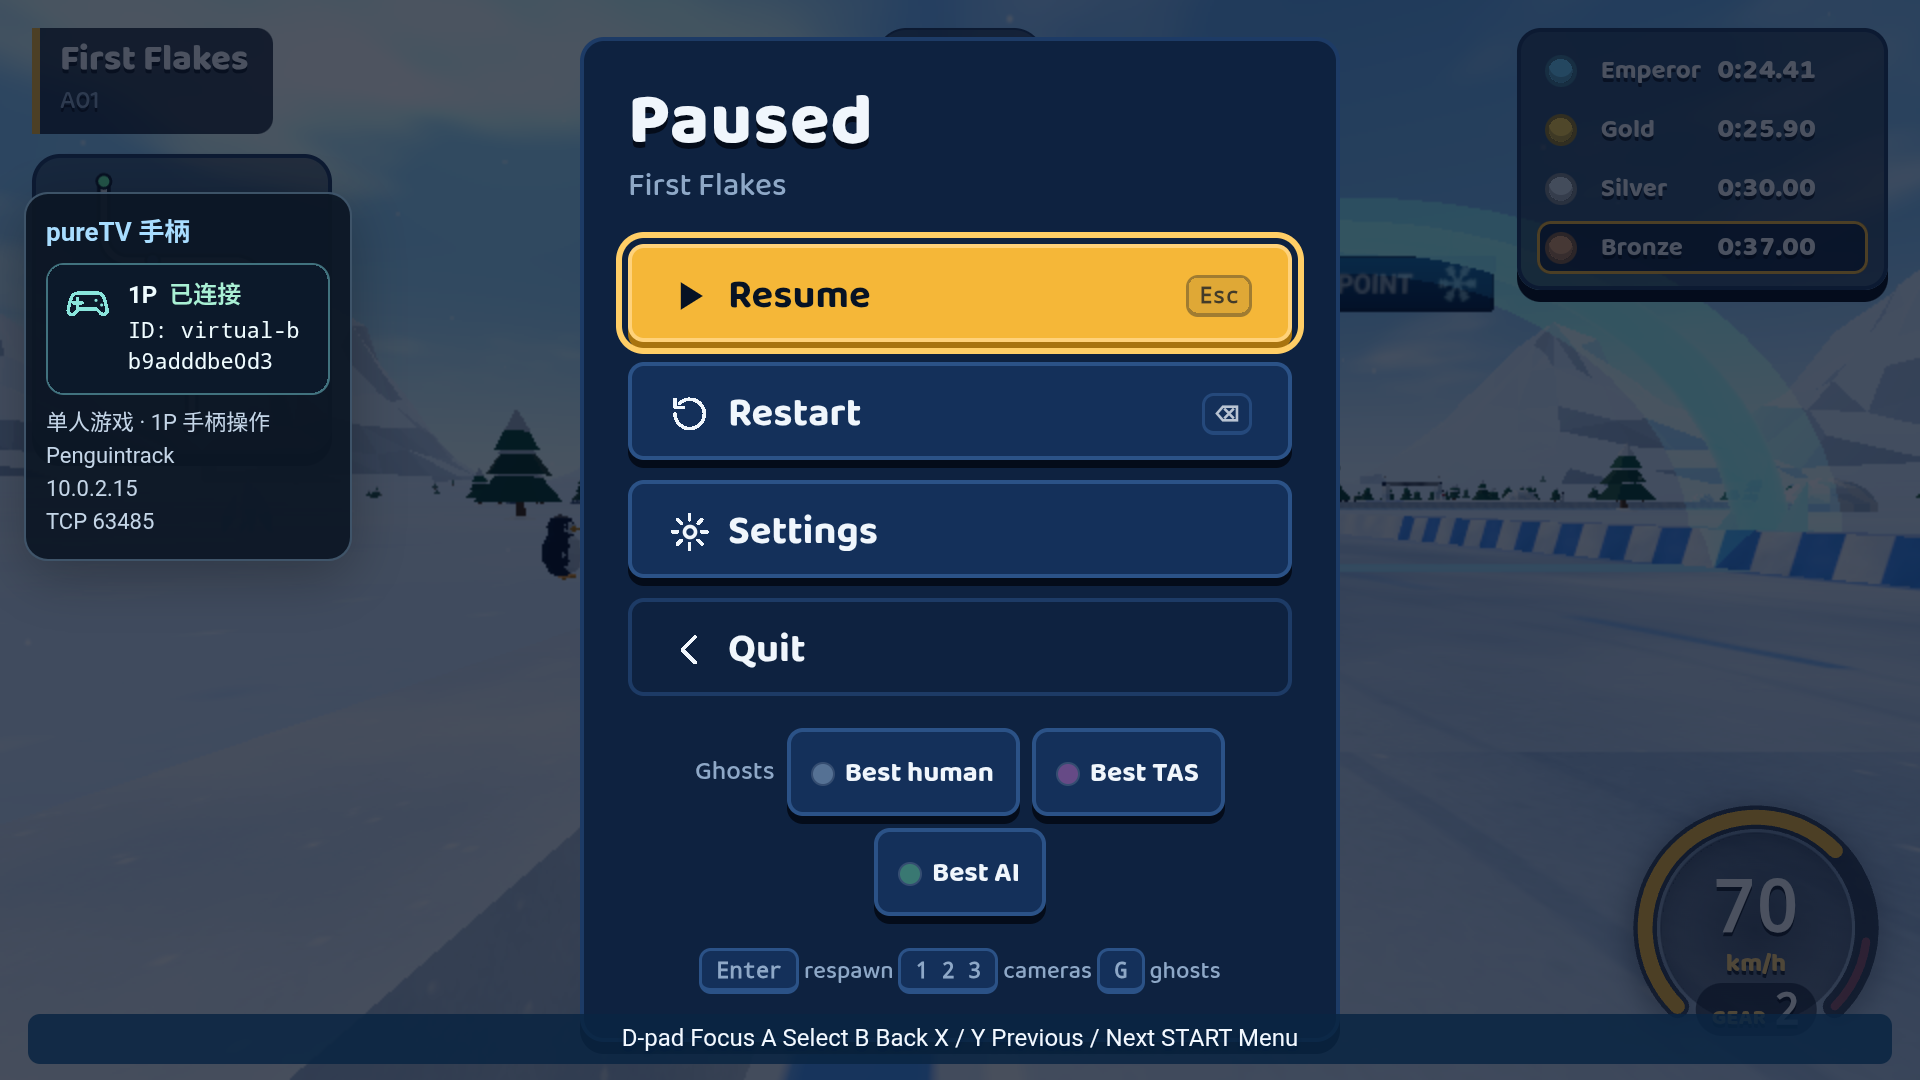 First Flakes
A01
pureTV 手柄
1P 已连接
ID: virtual-b
b9adddbe0d3
单人游戏 · 1P 手柄操作
Penguintrack
10.0.2.15
TCP 63485
Paused
First Flakes
Resume Esc
Restart
Settings
Quit
Ghosts Best human Best TAS
Best AI
Enter respawn 1 2 3 cameras G ghosts
Emperor 0:24.41
Gold 0:25.90
Silver 0:30.00
Bronze 0:37.00
POINT
70
km/h
GEAR 2
D-pad Focus A Select B Back X / Y Previous / Next START Menu